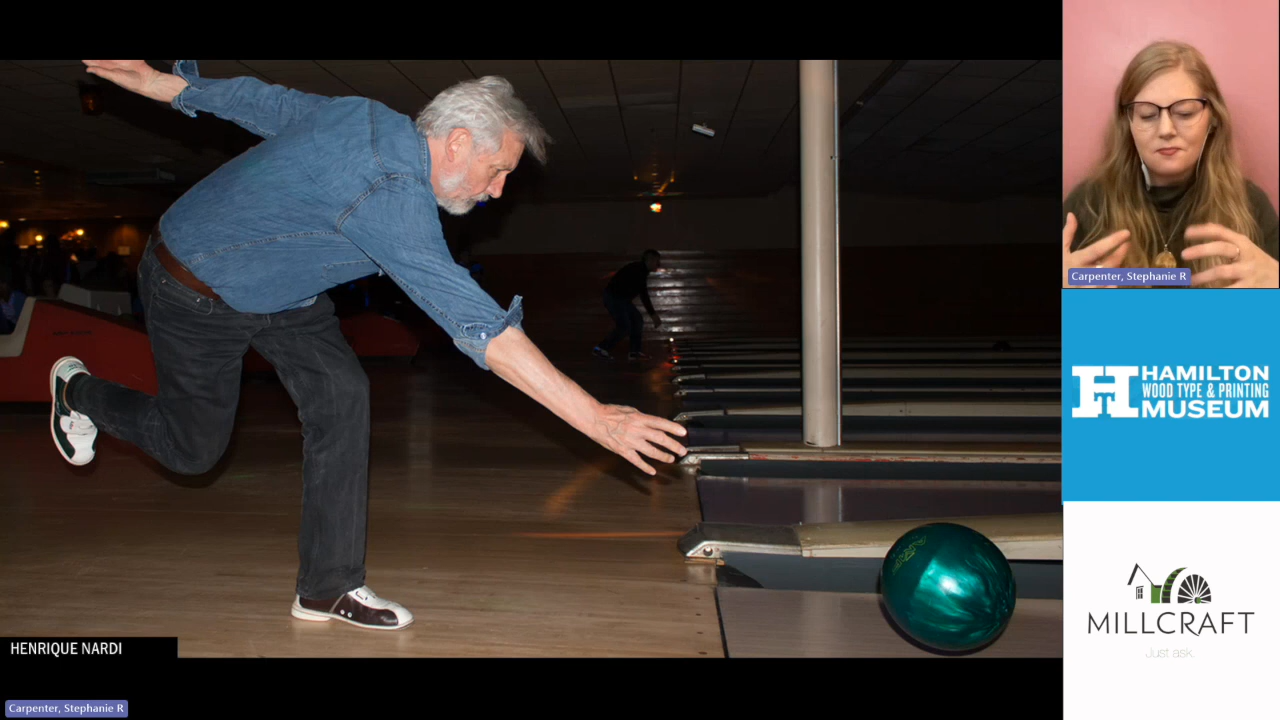 HENRIQUE NARDI
Carpenter, Stephanie R
Carpenter, Stephanie R
HAMILTON
WOOD TYPE & PRINTING
MUSEUM
MILLCRAFT
Just ask.